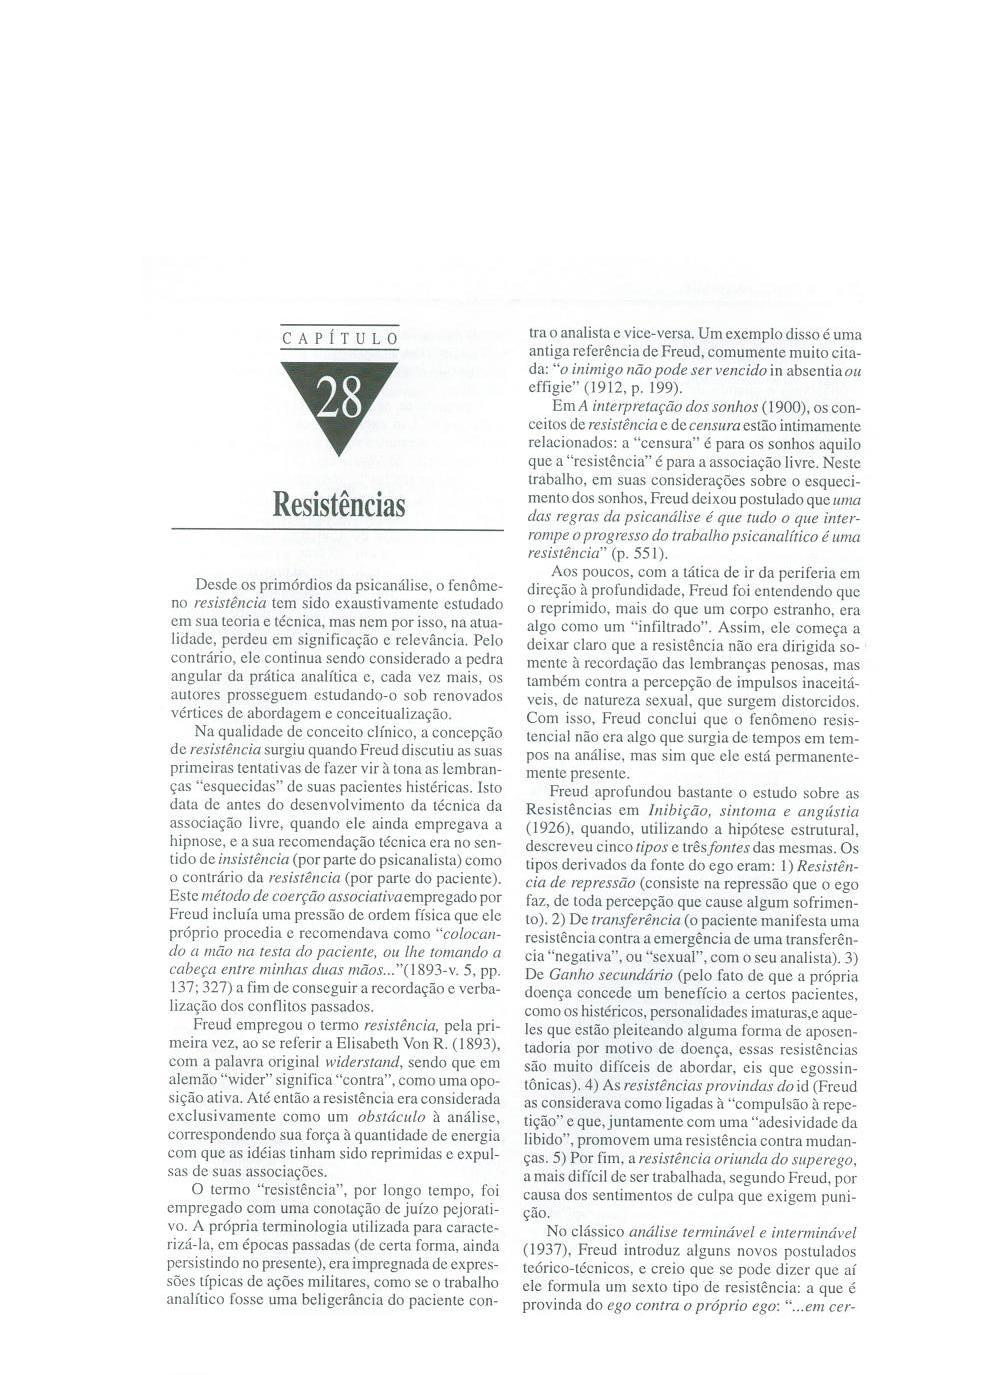 CAPÍTULO
28
Resistências
Desde os primórdios da psicanálise, o fenôme-
no resistência tem sido exaustivamente estudado
em sua teoria e técnica, mas nem por isso, na atua-
lidade, perdeu em significação e relevância. Pelo
contrário, ele continua sendo considerado a pedra
angular da prática analítica e, cada vez mais, os
autores prosseguem estudando-o sob renovados
vértices de abordagem e conceitualização.
Na qualidade de conceito clínico, a concepção
de resistência surgiu quando Freud discutiu as suas
primeiras tentativas de fazer vir à tona as lembran-
ças “esquecidas” de suas pacientes histéricas. Isto
data de antes do desenvolvimento da técnica da
associação livre, quando ele ainda empregava a
hipnose, e a sua recomendação técnica era no sen-
tido de insistência (por parte do psicanalista) como
o contrário da resistência (por parte do paciente).
Este método de coerção associativa empregado por
Freud incluía uma pressão de ordem física que ele
próprio procedia e recomendava como “colocan-
do a mão na testa do paciente, ou lhe tomando a
cabeça entre minhas duas mãos...”(1893-v. 5, pp.
137; 327) a fim de conseguir a recordação e verba-
lização dos conflitos passados.
Freud empregou o termo resistência, pela pri-
meira vez, ao se referir a Elisabeth Von R. (1893),
com a palavra original widerstand, sendo que em
alemão “wider” significa “contra”, como uma opo-
sição ativa. Até então a resistência era considerada
exclusivamente como um obstáculo à análise,
correspondendo sua força à quantidade de energia
com que as idéias tinham sido reprimidas e expul-
sas de suas associações.
O termo “resistência”, por longo tempo, foi
empregado com uma conotação de juízo pejorati-
vo. A própria terminologia utilizada para caracte-
rizá-la, em épocas passadas (de certa forma, ainda
persistindo no presente), era impregnada de expres-
sões típicas de ações militares, como se o trabalho
analítico fosse uma beligerância do paciente con-
tra o analista e vice-versa. Um exemplo disso é uma
antiga referência de Freud, comumente muito cita-
da: “o inimigo não pode ser vencido in absentia ou
effigie” (1912, p. 199).
Em A interpretação dos sonhos (1900), os con-
ceitos de resistência e de censura estão intimamente
relacionados: a “censura” é para os sonhos aquilo
que a “resistência” é para a associação livre. Neste
trabalho, em suas considerações sobre o esqueci-
mento dos sonhos, Freud deixou postulado que uma
das regras da psicanálise é que tudo o que inter-
rompe o progresso do trabalho psicanalítico é uma
resistência” (p. 551).
Aos poucos, com a tática de ir da periferia em
direção à profundidade, Freud foi entendendo que
o reprimido, mais do que um corpo estranho, era
algo como um “infiltrado”. Assim, ele começa a
deixar claro que a resistência não era dirigida so-
mente à recordação das lembranças penosas, mas
também contra a percepção de impulsos inaceitá-
veis, de natureza sexual, que surgem distorcidos.
Com isso, Freud conclui que o fenômeno resis-
tencial não era algo que surgia de tempos em tem-
pos na análise, mas sim que ele está permanente-
mente presente.
Freud aprofundou bastante o estudo sobre as
Resistências em Inibição, sintoma e angústia
(1926), quando, utilizando a hipótese estrutural,
descreveu cinco tipos e três fontes das mesmas. Os
tipos derivados da fonte do ego eram: 1) Resistên-
cia de repressão (consiste na repressão que o ego
faz, de toda percepção que cause algum sofrimen-
to). 2) De transferência (o paciente manifesta uma
resistência contra a emergência de uma transferên-
cia “negativa”, ou “sexual”, com o seu analista). 3)
De Ganho secundário (pelo fato de que a própria
doença concede um benefício a certos pacientes,
como os histéricos, personalidades imaturas,e aque-
les que estão pleiteando alguma forma de aposen-
tadoria por motivo de doença, essas resistências
são muito difíceis de abordar, eis que egossin-
tônicas). 4) As resistências provindas do id (Freud
as considerava como ligadas à “compulsão à repe-
tição” e que, juntamente com uma “adesividade da
libido”, promovem uma resistência contra mudan-
ças. 5) Por fim, a resistência oriunda do superego,
a mais difícil de ser trabalhada, segundo Freud, por
causa dos sentimentos de culpa que exigem puni-
ção.
No clássico análise terminável e interminável
(1937), Freud introduz alguns novos postulados
teórico-técnicos, e creio que se pode dizer que aí
ele formula um sexto tipo de resistência: a que é
provinda do ego contra o próprio ego: “...em cer-